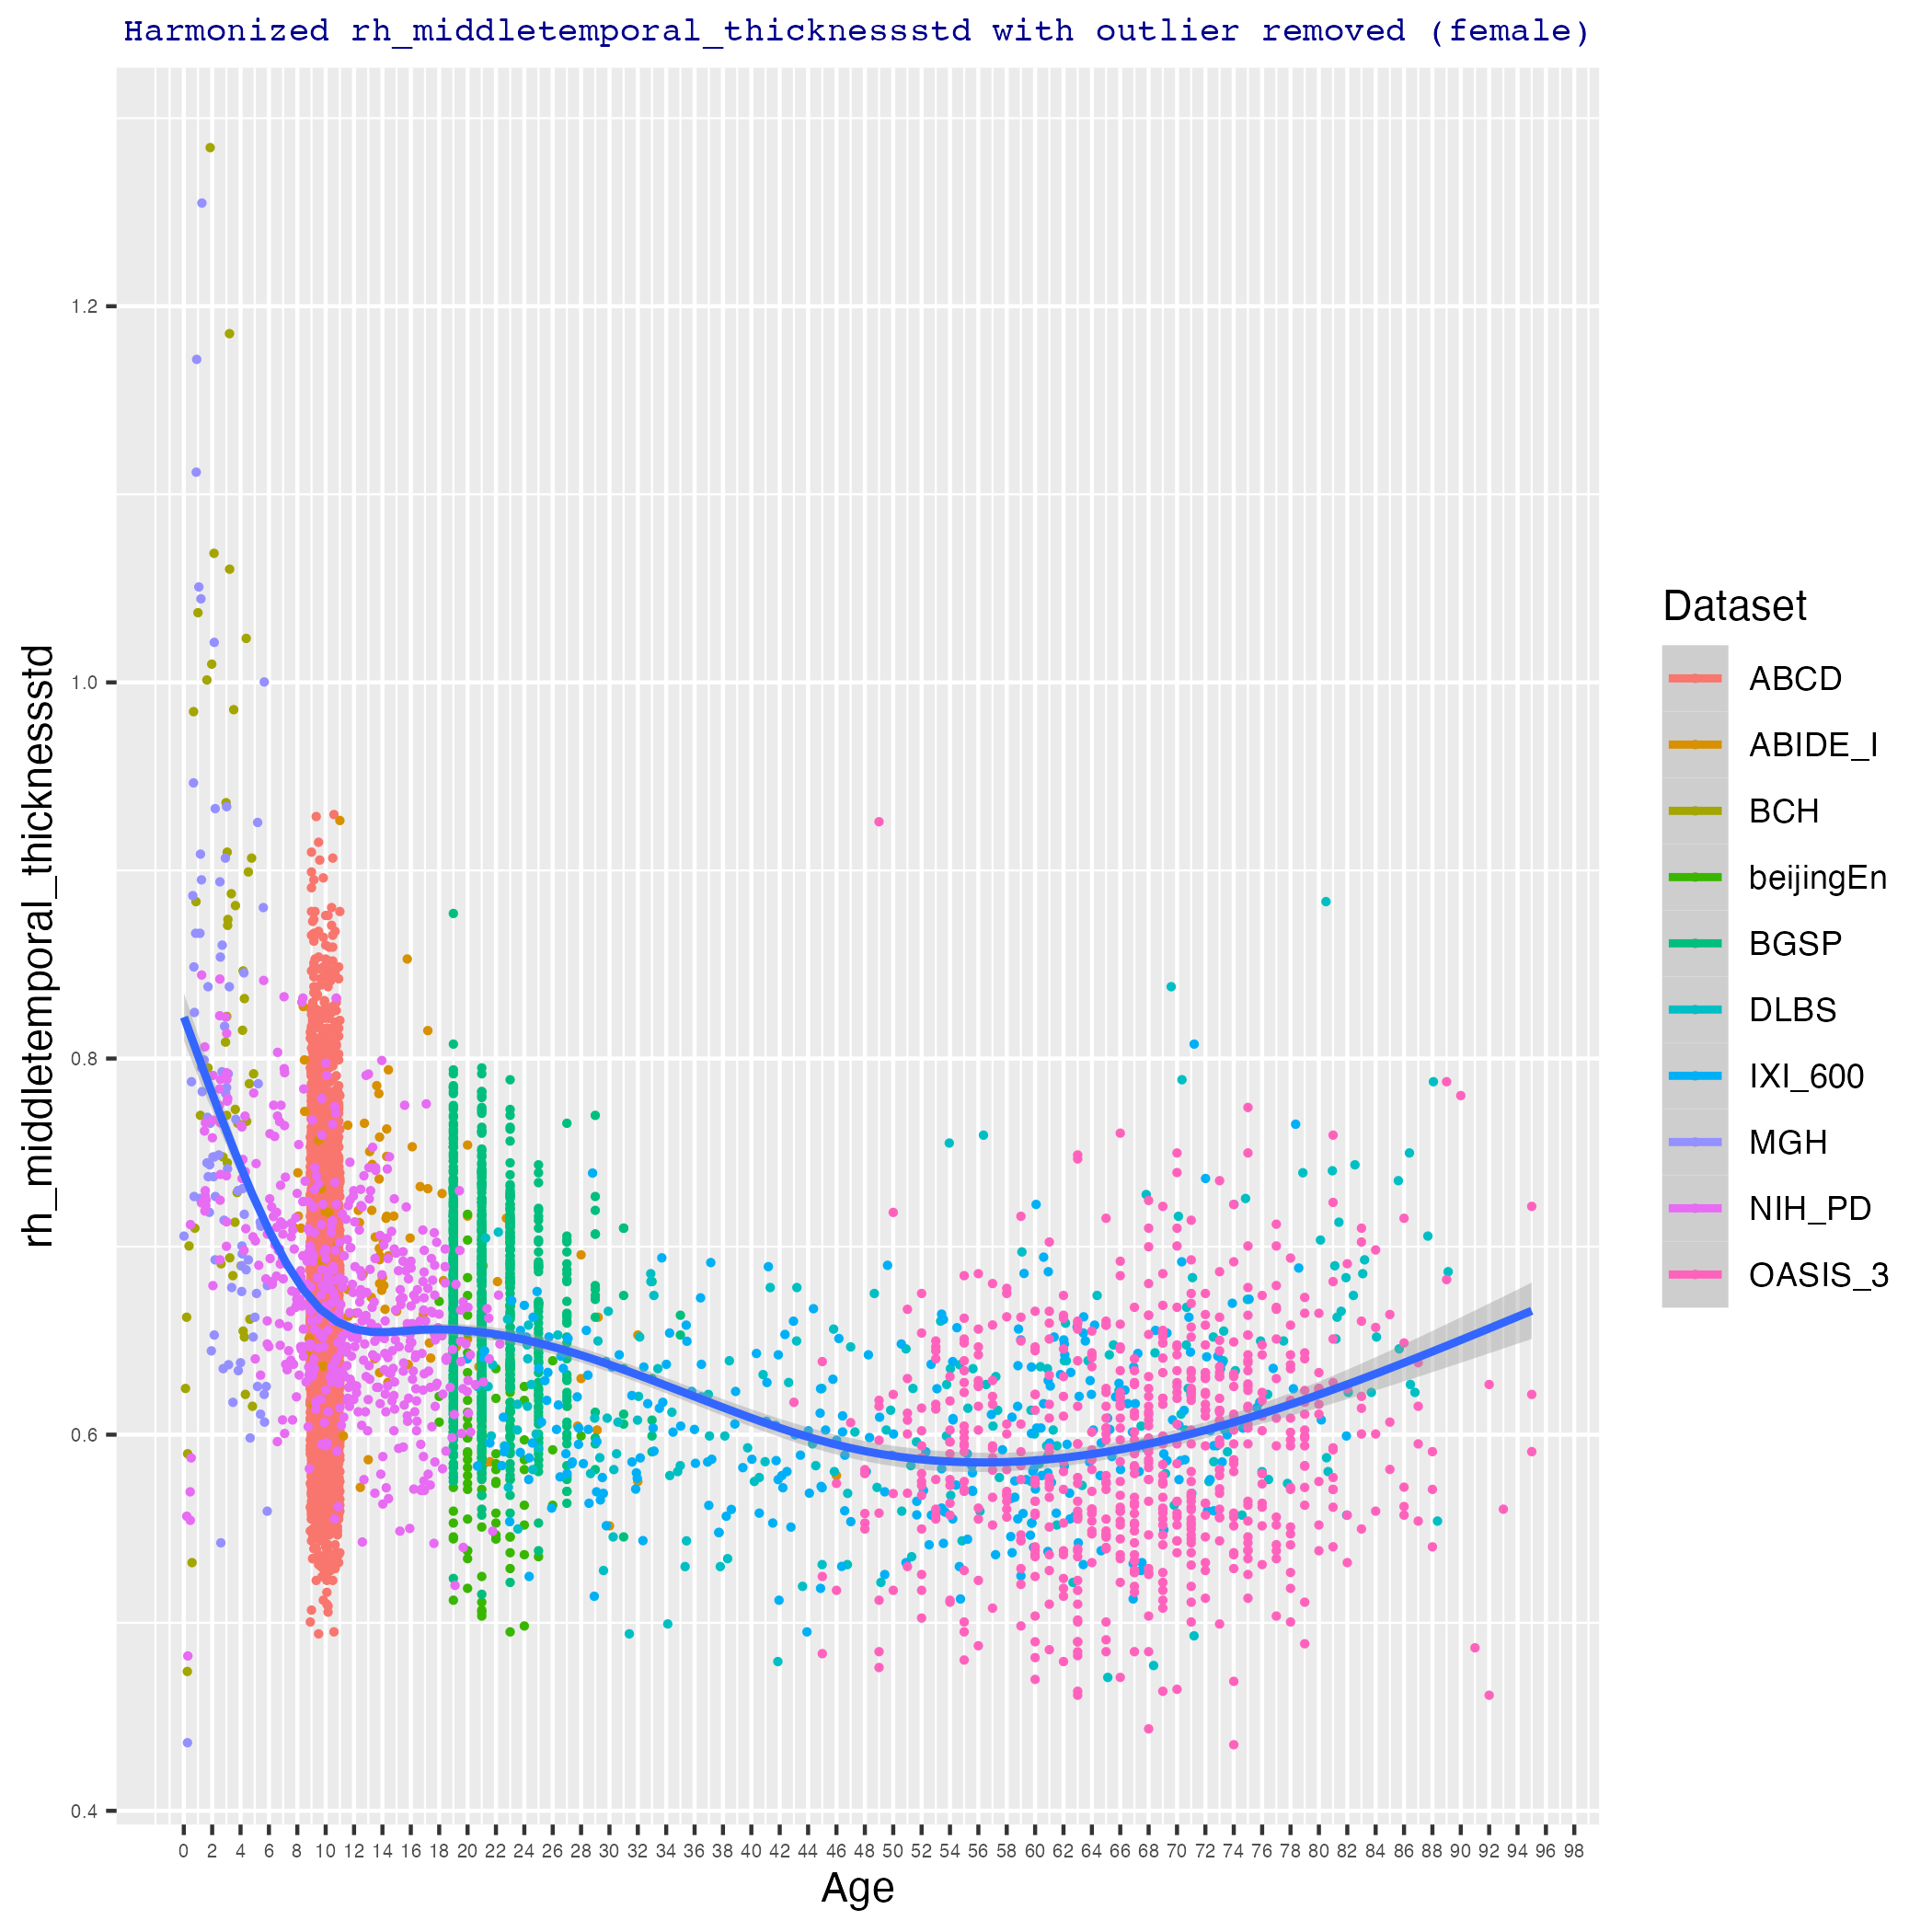 Harmonized rh_middletemporal_thicknessstd with outlier removed (female)
rh_middletemporal_thicknessstd
1.2
1.0
0.8
0.6
0.4
0 2 4 6 8 10 12 14 16 18 20 22 24 26 28 30 32 34 36 38 40 42 44 46 48 50 52 54 56 58 60 62 64 66 68 70 72 74 76 78 80 82 84 86 88 90 92 94 96 98
Age
Dataset
ABCD
ABIDE_I
BCH
beijingEn
BGSP
DLBS
IXI_600
MGH
NIH_PD
OASIS_3